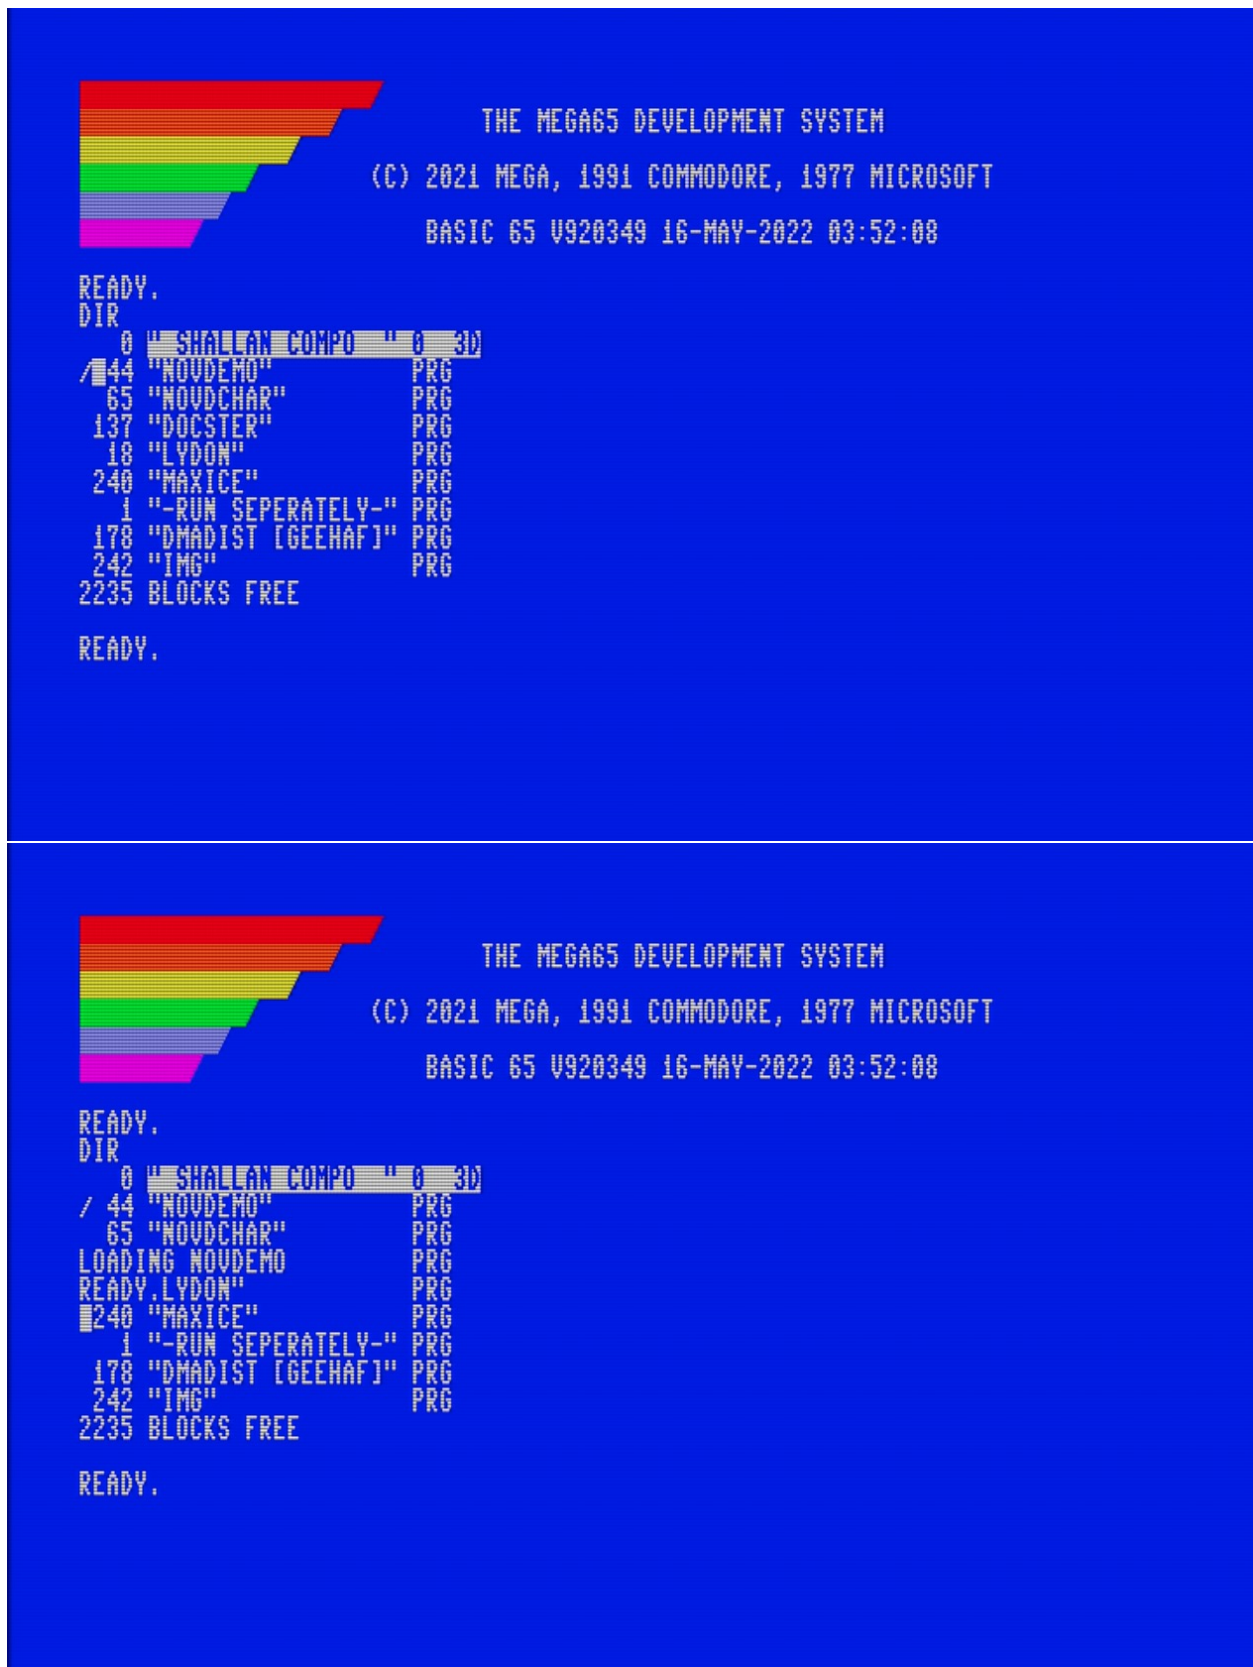 THE MEGA65 DEVELOPMENT SYSTEM
(C) 2021 MEGA, 1991 COMMODORE, 1977 MICROSOFT
BASIC 65 V920349 16-MAY-2022 03:52:08
READY.
DIR
0 " SHALLAN COMPO  " 0  3D
/ 44 "NOVDEMO" PRG
65 "NOVDCHAR" PRG
137 "DOCSTER" PRG
18 "LYDON" PRG
240 "MAXICE" PRG
1 "-RUN SEPERATELY-" PRG
178 "DMADIST [GEEHAF]" PRG
242 "IMG" PRG
2235 BLOCKS FREE
READY.
THE MEGA65 DEVELOPMENT SYSTEM
(C) 2021 MEGA, 1991 COMMODORE, 1977 MICROSOFT
BASIC 65 V920349 16-MAY-2022 03:52:08
READY.
DIR
0 " SHALLAN COMPO  " 0  3D
/ 44 "NOVDEMO" PRG
65 "NOVDCHAR" PRG
LOADING NOVDEMO PRG
READY.LYDON" PRG
240 "MAXICE" PRG
1 "-RUN SEPERATELY-" PRG
178 "DMADIST [GEEHAF]" PRG
242 "IMG" PRG
2235 BLOCKS FREE
READY.